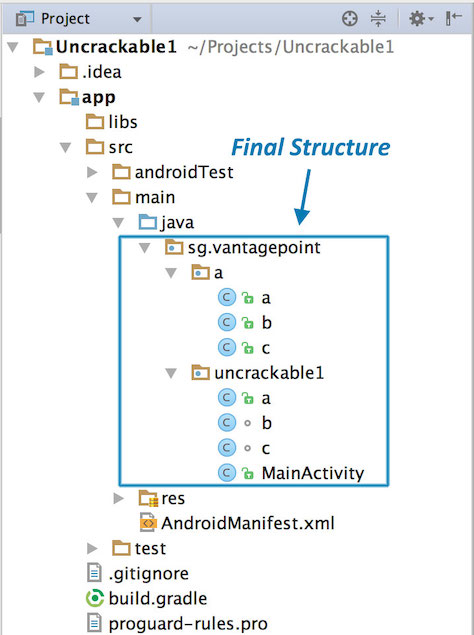 Project
Uncrackable1 ~/Projects/Uncrackable1
.idea
app
libs
src
Final Structure
androidTest
main
java
sg.vantagepoint
a
a
b
c
uncrackable1
a
b
c
MainActivity
res
AndroidManifest.xml
test
.gitignore
build.gradle
proguard-rules.pro